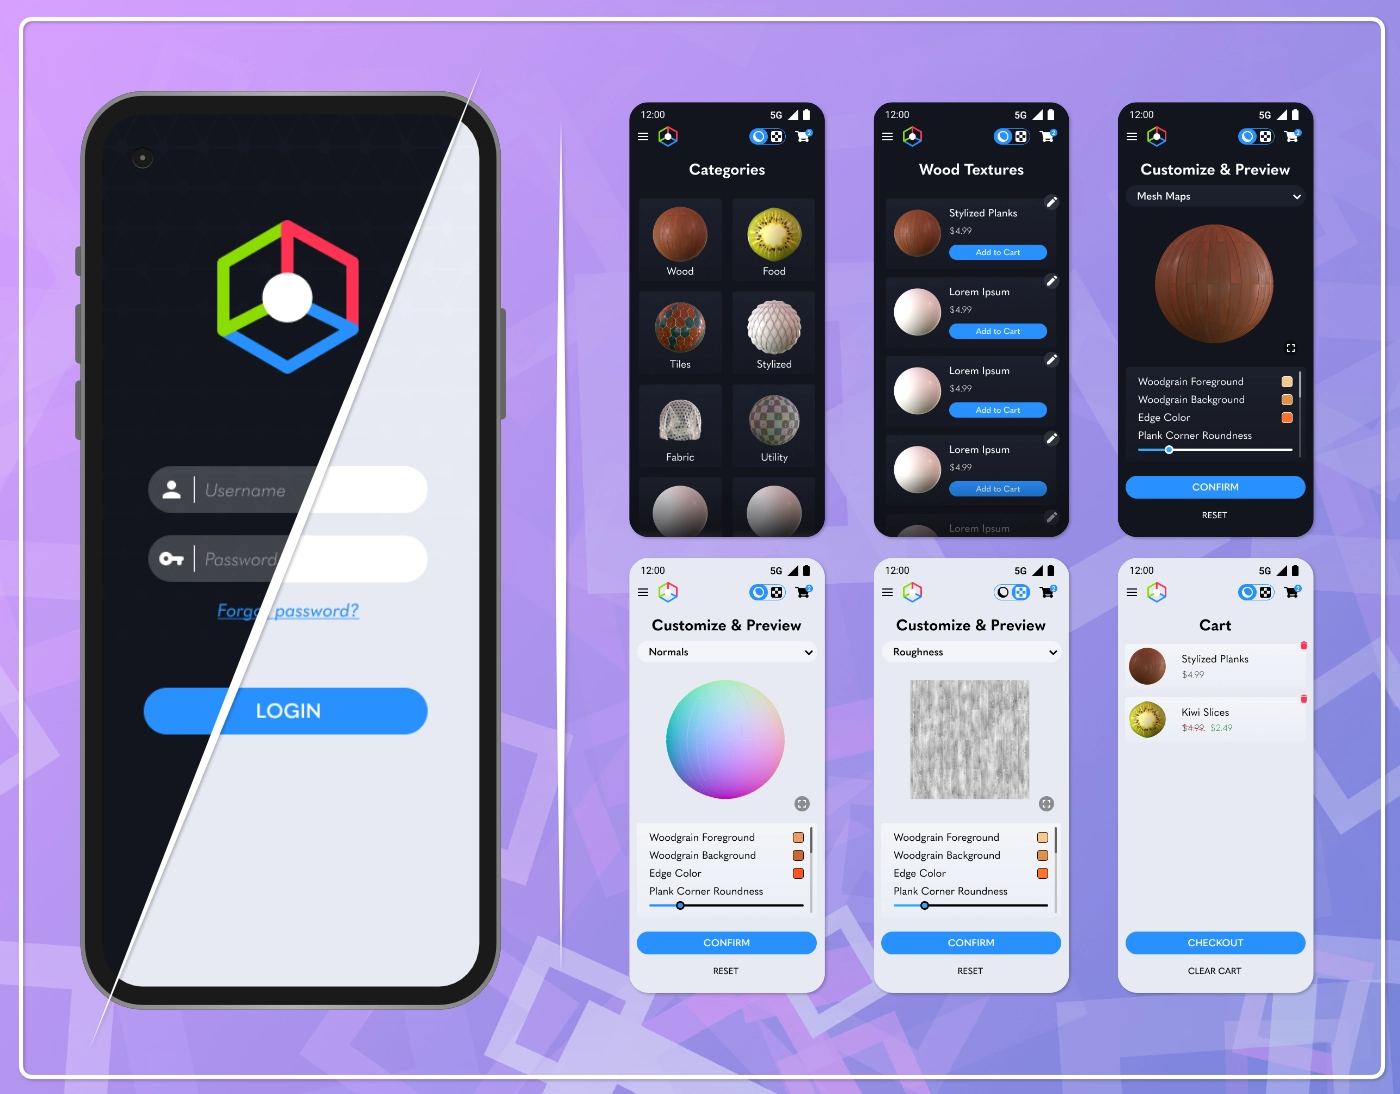 Username
Password
Forgot password?
LOGIN
12:00 5G
Categories
Wood Food
Tiles Stylized
Fabric Utility
12:00 5G
2
Wood Textures
Stylized Planks
$4.99
Add to Cart
Lorem Ipsum
$4.99
Add to Cart
Lorem Ipsum
$4.99
Add to Cart
Lorem Ipsum
$4.99
Add to Cart
Lorem Ipsum
12:00 5G
Customize & Preview
Mesh Maps
Woodgrain Foreground
Woodgrain Background
Edge Color
Plank Corner Roundness
CONFIRM
RESET
12:00 5G
Customize & Preview
Normals
Woodgrain Foreground
Woodgrain Background
Edge Color
Plank Corner Roundness
CONFIRM
RESET
12:00 5G
Customize & Preview
Roughness
Woodgrain Foreground
Woodgrain Background
Edge Color
Plank Corner Roundness
CONFIRM
RESET
12:00 5G
Cart
Stylized Planks
$4.99
Kiwi Slices
$4.99 $2.49
CHECKOUT
CLEAR CART